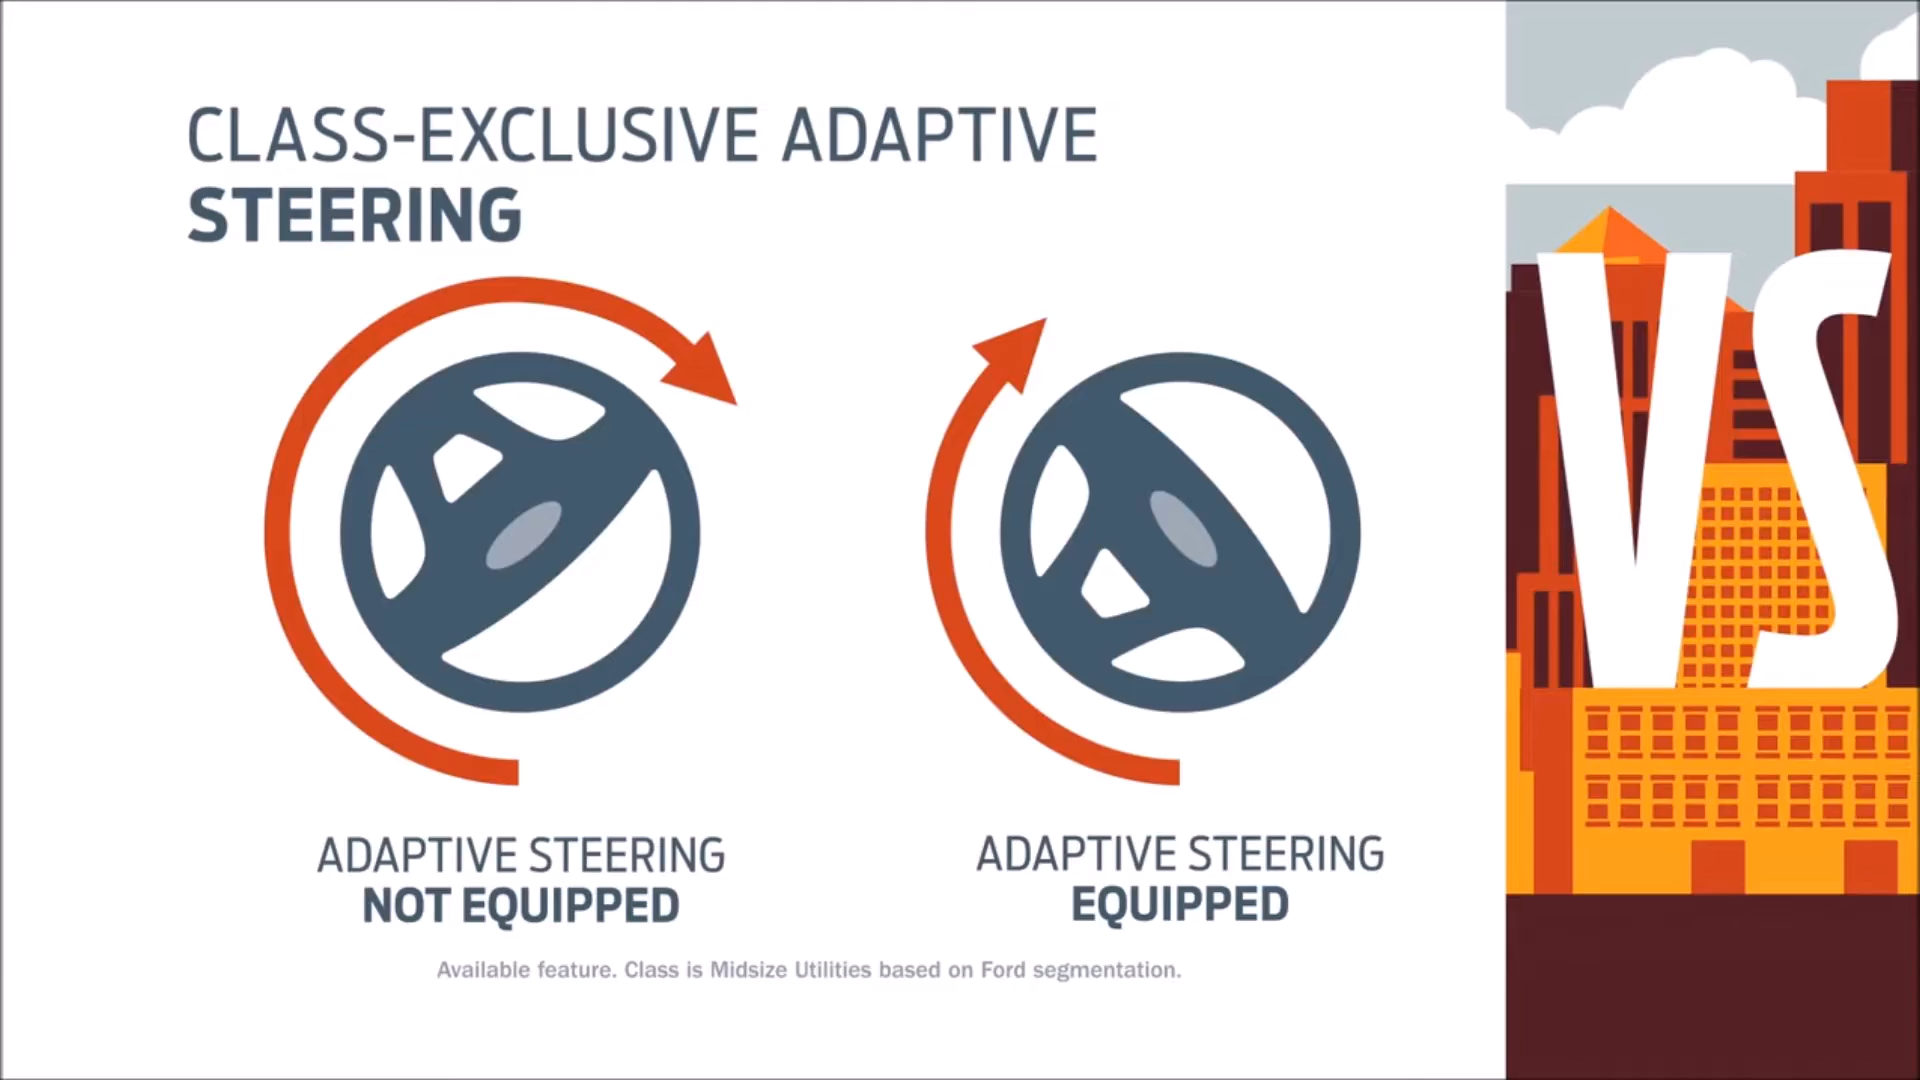 CLASS-EXCLUSIVE ADAPTIVE
STEERING
VS
ADAPTIVE STEERING
NOT EQUIPPED
ADAPTIVE STEERING
EQUIPPED
Available feature. Class is Midsize Utilities based on Ford segmentation.